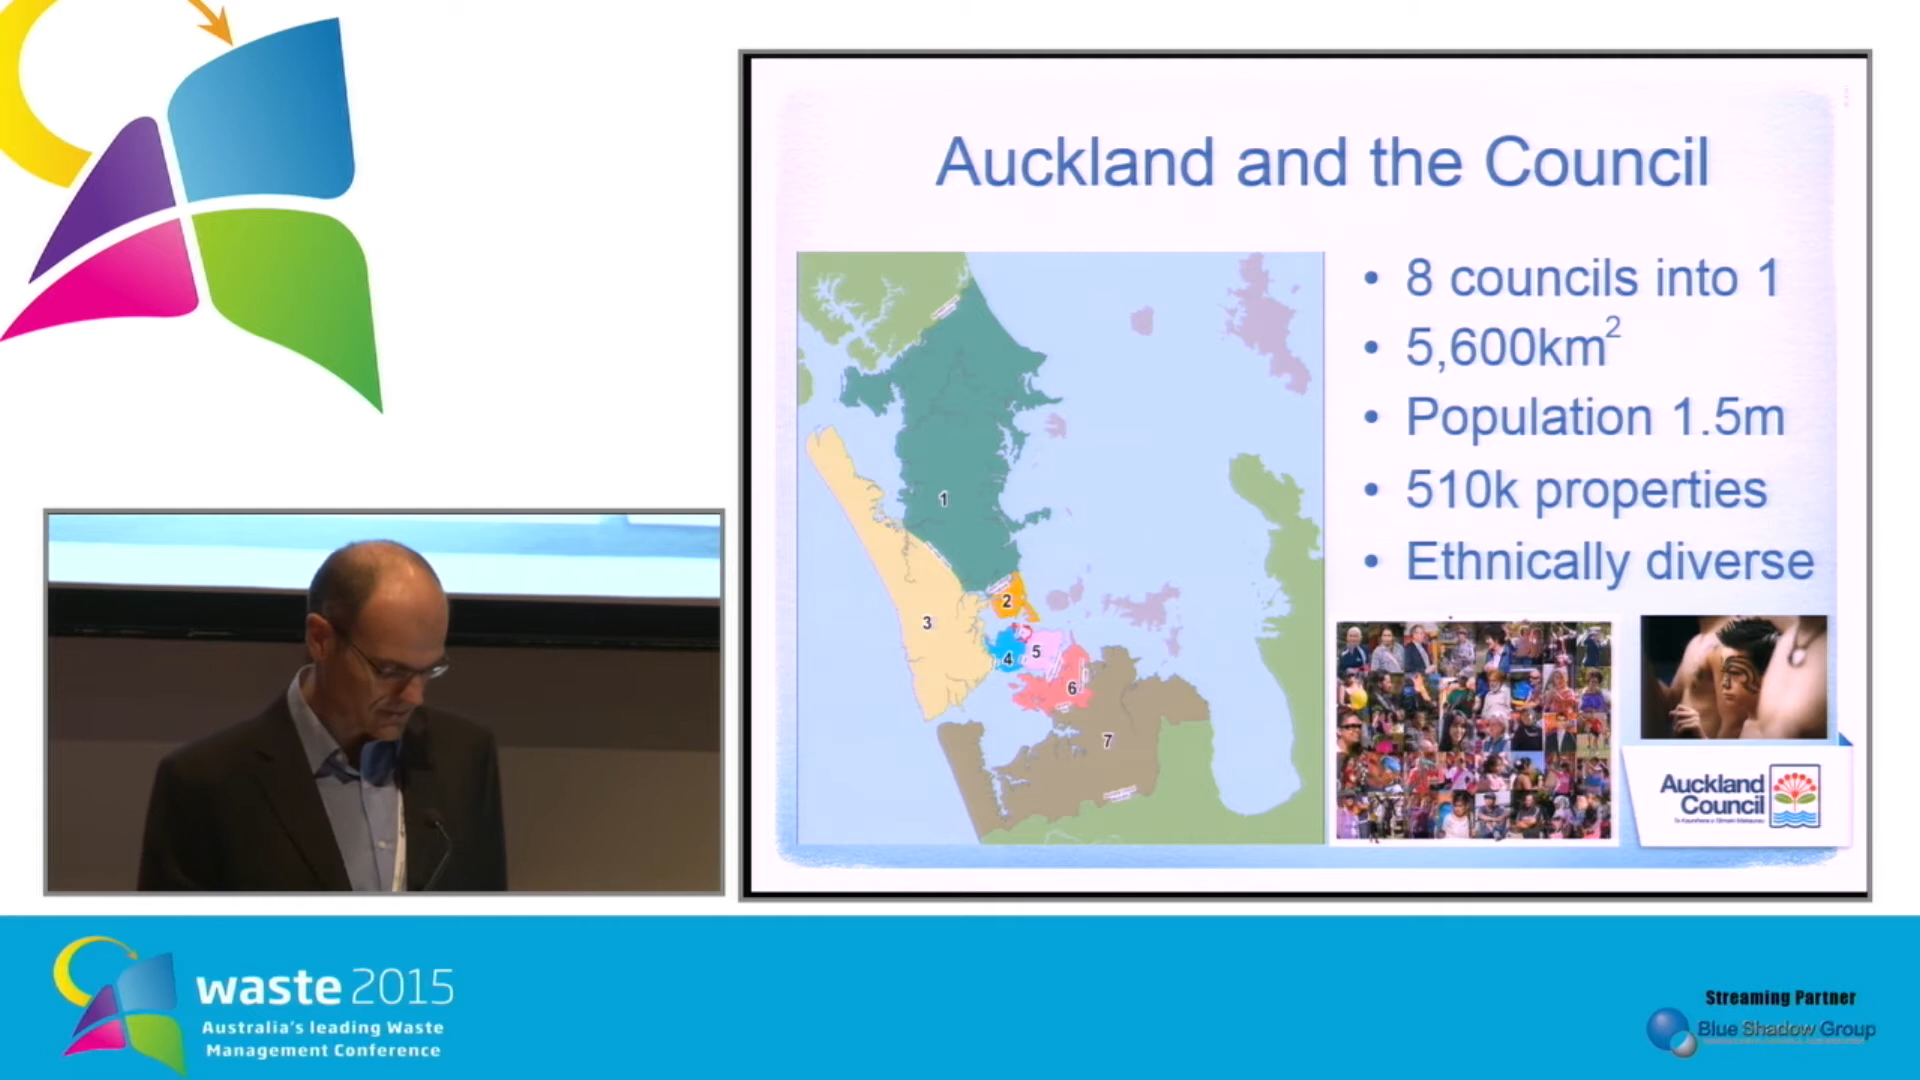 Auckland and the Council
• 8 councils into 1
• 5,600km²
• Population 1.5m
• 510k properties
• Ethnically diverse
1
2
3
4
5
6
7
Auckland
Council
waste 2015
Australia's leading Waste
Management Conference
Streaming Partner
Blue Shadow Group